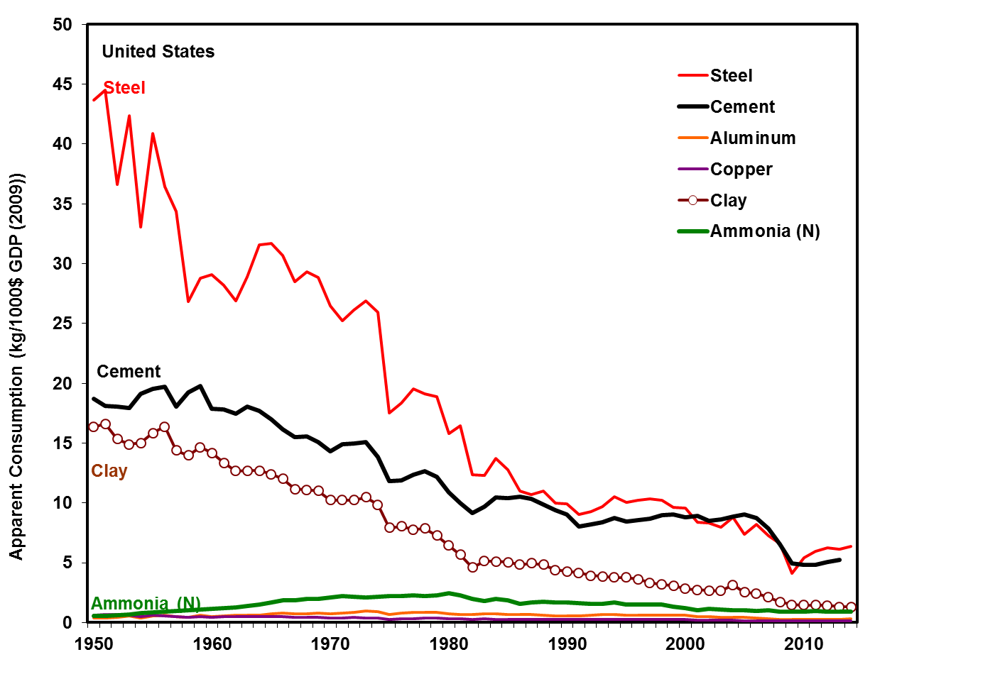 50
45
40
35
30
25
20
15
10
5
0
Apparent Consumption (kg/1000$ GDP (2009))
United States
Steel
Cement
Clay
Ammonia (N)
Steel
Cement
Aluminum
Copper
Clay
Ammonia (N)
1950 1960 1970 1980 1990 2000 2010